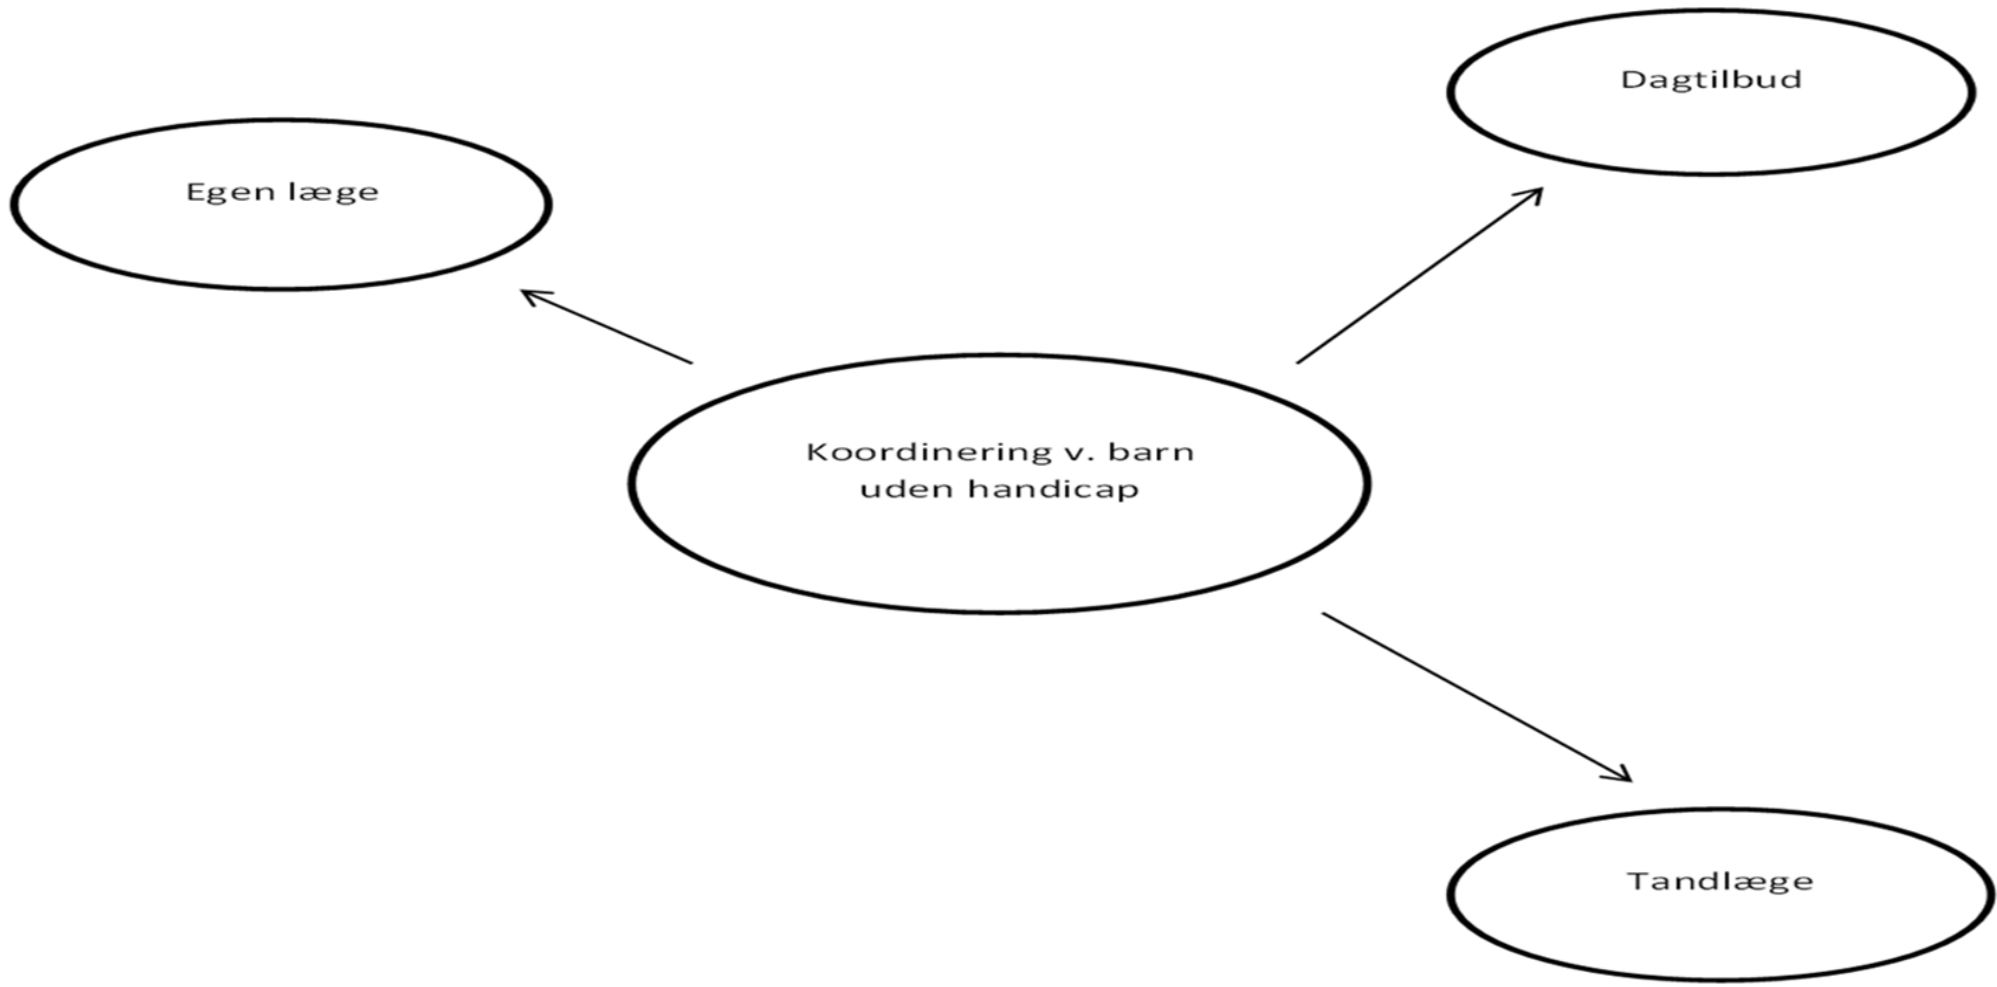 Dagtilbud
Egen læge
Koordinering v. barn
uden handicap
Tandlæge